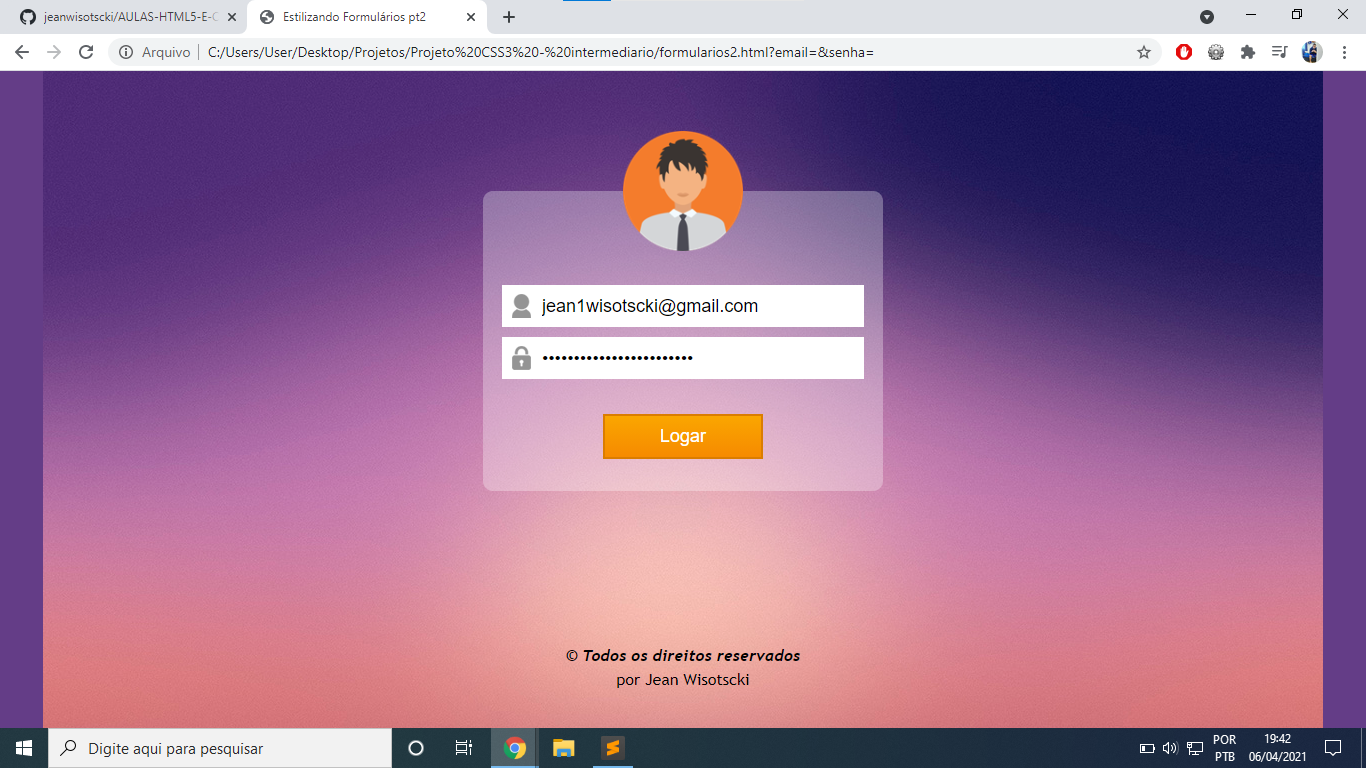 jeanwisotscki/AULAS-HTML5-E-C
Estilizando Formulários pt2
Arquivo
C:/Users/User/Desktop/Projetos/Projeto%20CSS3%20-%20intermediario/formularios2.html?email=&senha=
jean1wisotscki@gmail.com
Logar
© Todos os direitos reservados
por Jean Wisotscki
Digite aqui para pesquisar
POR
PTB
19:42
06/04/2021